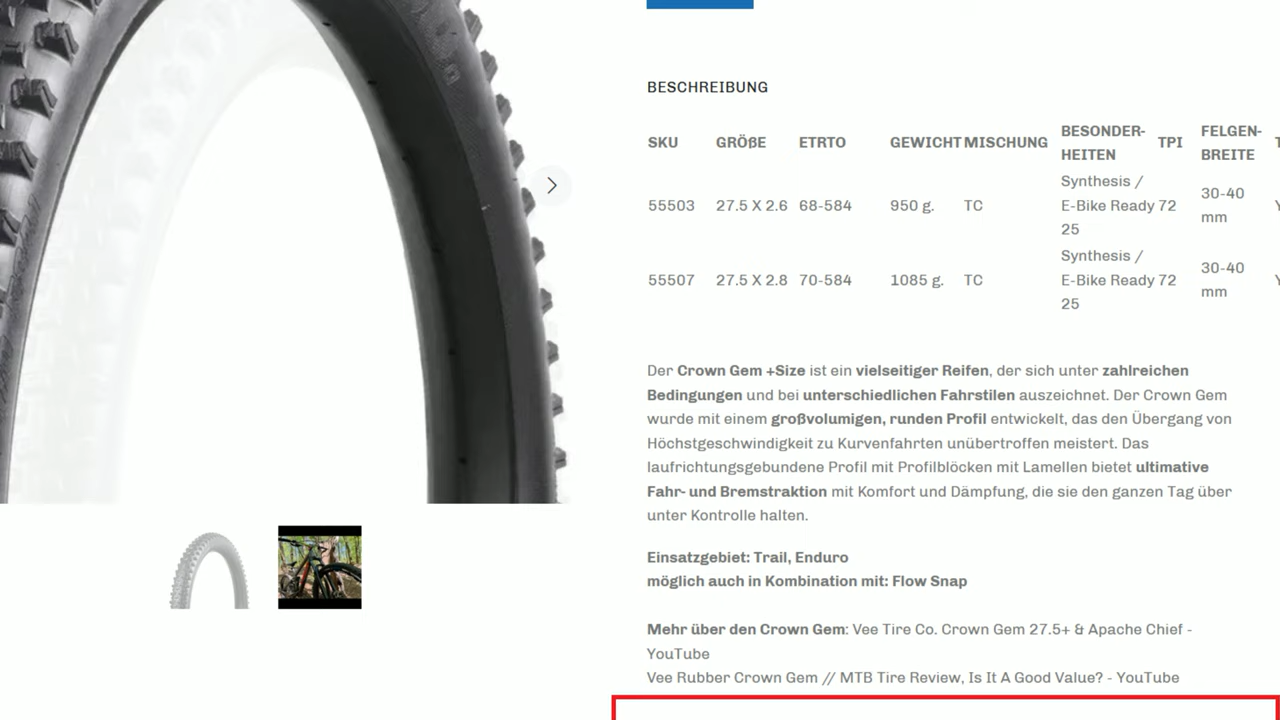 BESCHREIBUNG
SKU GRÖßE ETRTO GEWICHT MISCHUNG BESONDER-HEITEN TPI FELGEN-BREITE
55503 27.5 X 2.6 68-584 950 g. TC Synthesis / E-Bike Ready 25 72 30-40 mm
55507 27.5 X 2.8 70-584 1085 g. TC Synthesis / E-Bike Ready 25 72 30-40 mm
Der Crown Gem +Size ist ein vielseitiger Reifen, der sich unter zahlreichen
Bedingungen und bei unterschiedlichen Fahrstilen auszeichnet. Der Crown Gem
wurde mit einem großvolumigen, runden Profil entwickelt, das den Übergang von
Höchstgeschwindigkeit zu Kurvenfahrten unübertroffen meistert. Das
laufrichtungsgebundene Profil mit Profilblöcken mit Lamellen bietet ultimative
Fahr- und Bremstraktion mit Komfort und Dämpfung, die sie den ganzen Tag über
unter Kontrolle halten.
Einsatzgebiet: Trail, Enduro
möglich auch in Kombination mit: Flow Snap
Mehr über den Crown Gem: Vee Tire Co. Crown Gem 27.5+ & Apache Chief -
YouTube
Vee Rubber Crown Gem // MTB Tire Review, Is It A Good Value? - YouTube